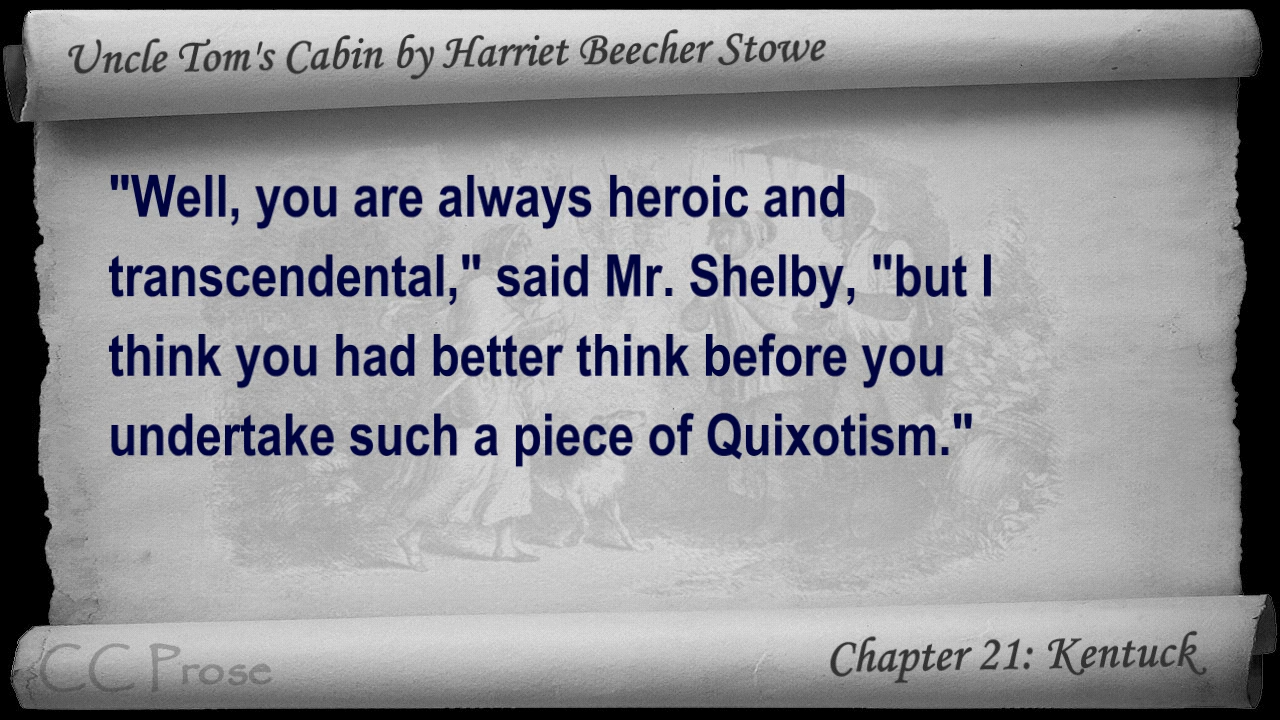 Uncle Tom's Cabin by Harriet Beecher Stowe
"Well, you are always heroic and
transcendental," said Mr. Shelby, "but I
think you had better think before you
undertake such a piece of Quixotism."
CC Prose
Chapter 21: Kentuck